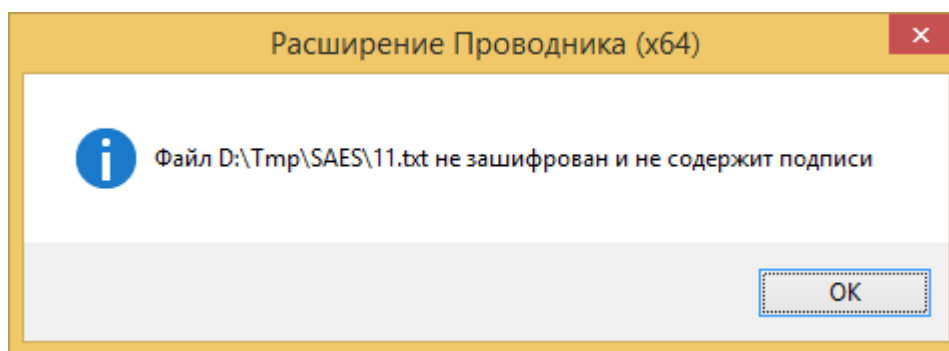 Расширение Проводника (x64)
Файл D:\Tmp\SAES\11.txt не зашифрован и не содержит подписи
OK